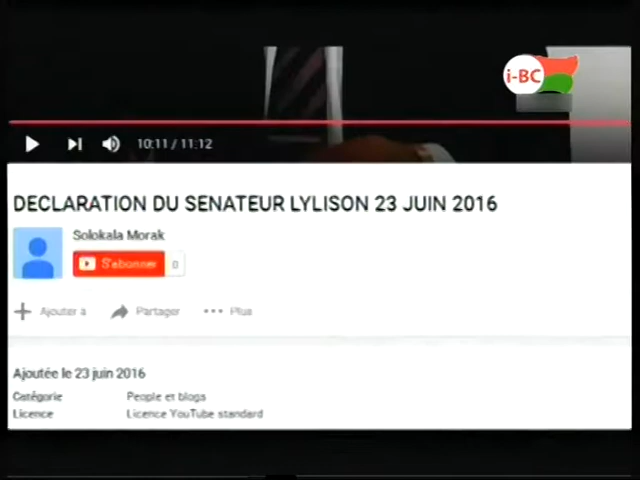 i-BC
10:11 / 11:12
DECLARATION DU SENATEUR LYLISON 23 JUIN 2016
Solokala Morak
S'abonner 0
Ajouter à Partager Plus
Ajoutée le 23 juin 2016
Catégorie People et blogs
Licence Licence YouTube standard